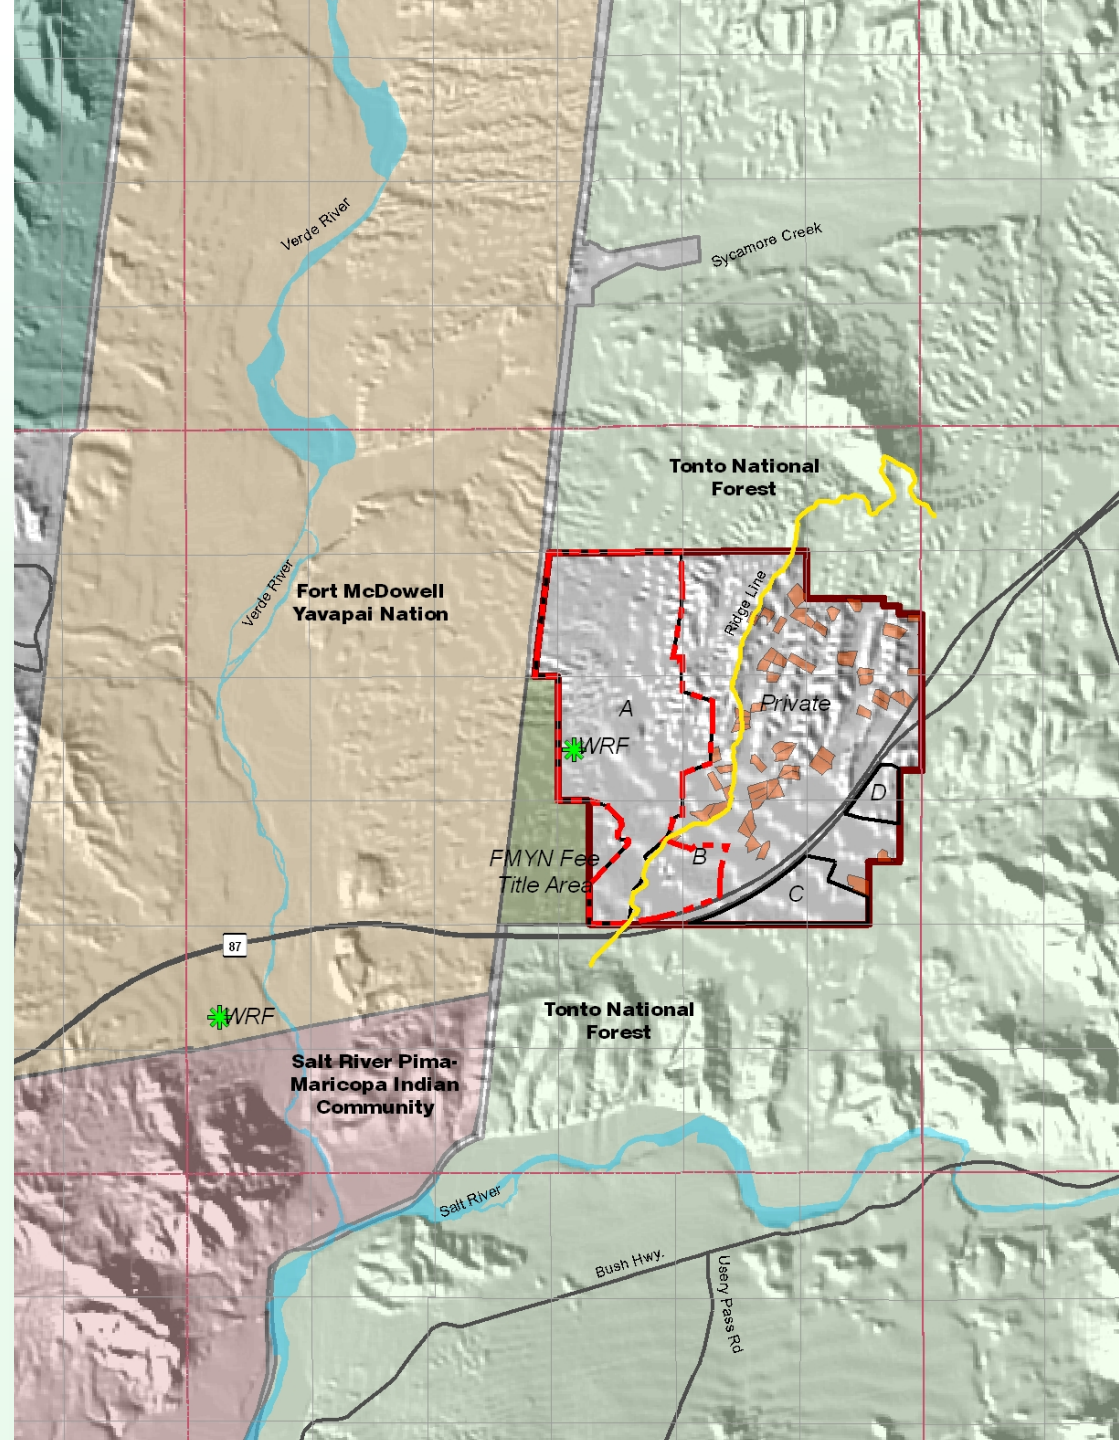 Verde River
Sycamore Creek
Tonto National
Forest
Verde River
Fort McDowell
Yavapai Nation
Ridge Line
A
Private
WRF
D
B
FMYN Fee
Title Area
C
87
WRF
Tonto National
Forest
Salt River Pima-
Maricopa Indian
Community
Salt River
Bush Hwy.
Usery Pass Rd